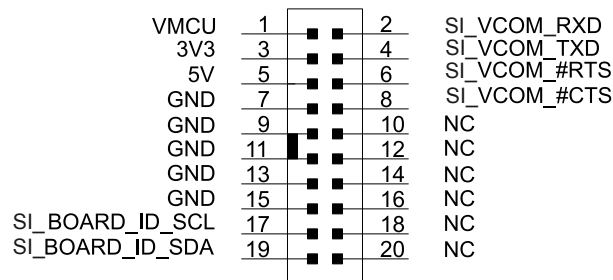 VMCU 1 2 SI_VCOM_RXD
3V3 3 4 SI_VCOM_TXD
5V 5 6 SI_VCOM_#RTS
GND 7 8 SI_VCOM_#CTS
GND 9 10 NC
GND 11 12 NC
GND 13 14 NC
GND 15 16 NC
SI_BOARD_ID_SCL 17 18 NC
SI_BOARD_ID_SDA 19 20 NC